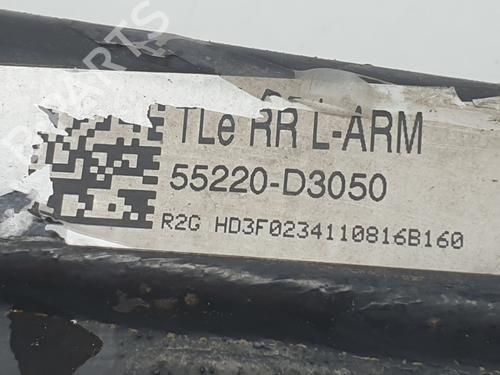 TLe RR L-ARM
55220-D3050
R2G HD3F0234110816B160